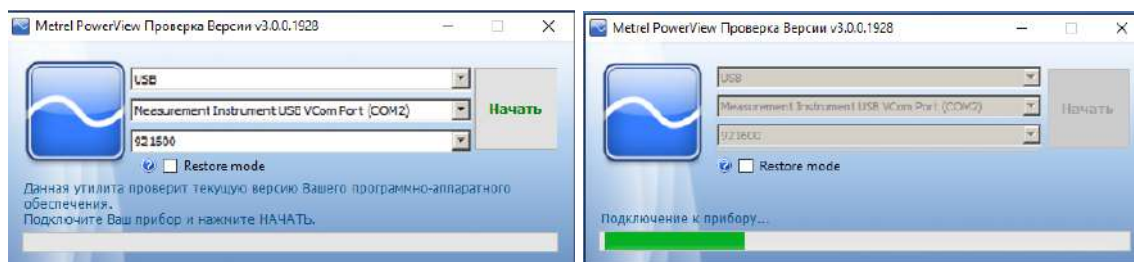 Metrel PowerView Проверка Версии v3.0.0.1928
USB
Measurement Instrument USB VCom Port (COM2)
921600
Начать
Restore mode
Данная утилита проверит текущую версию Вашего программно-аппаратного
обеспечения.
Подключите Ваш прибор и нажмите НАЧАТЬ.
Metrel PowerView Проверка Версии v3.0.0.1928
USB
Measurement Instrument USB VCom Port (COM2)
921600
Начать
Restore mode
Подключение к прибору...